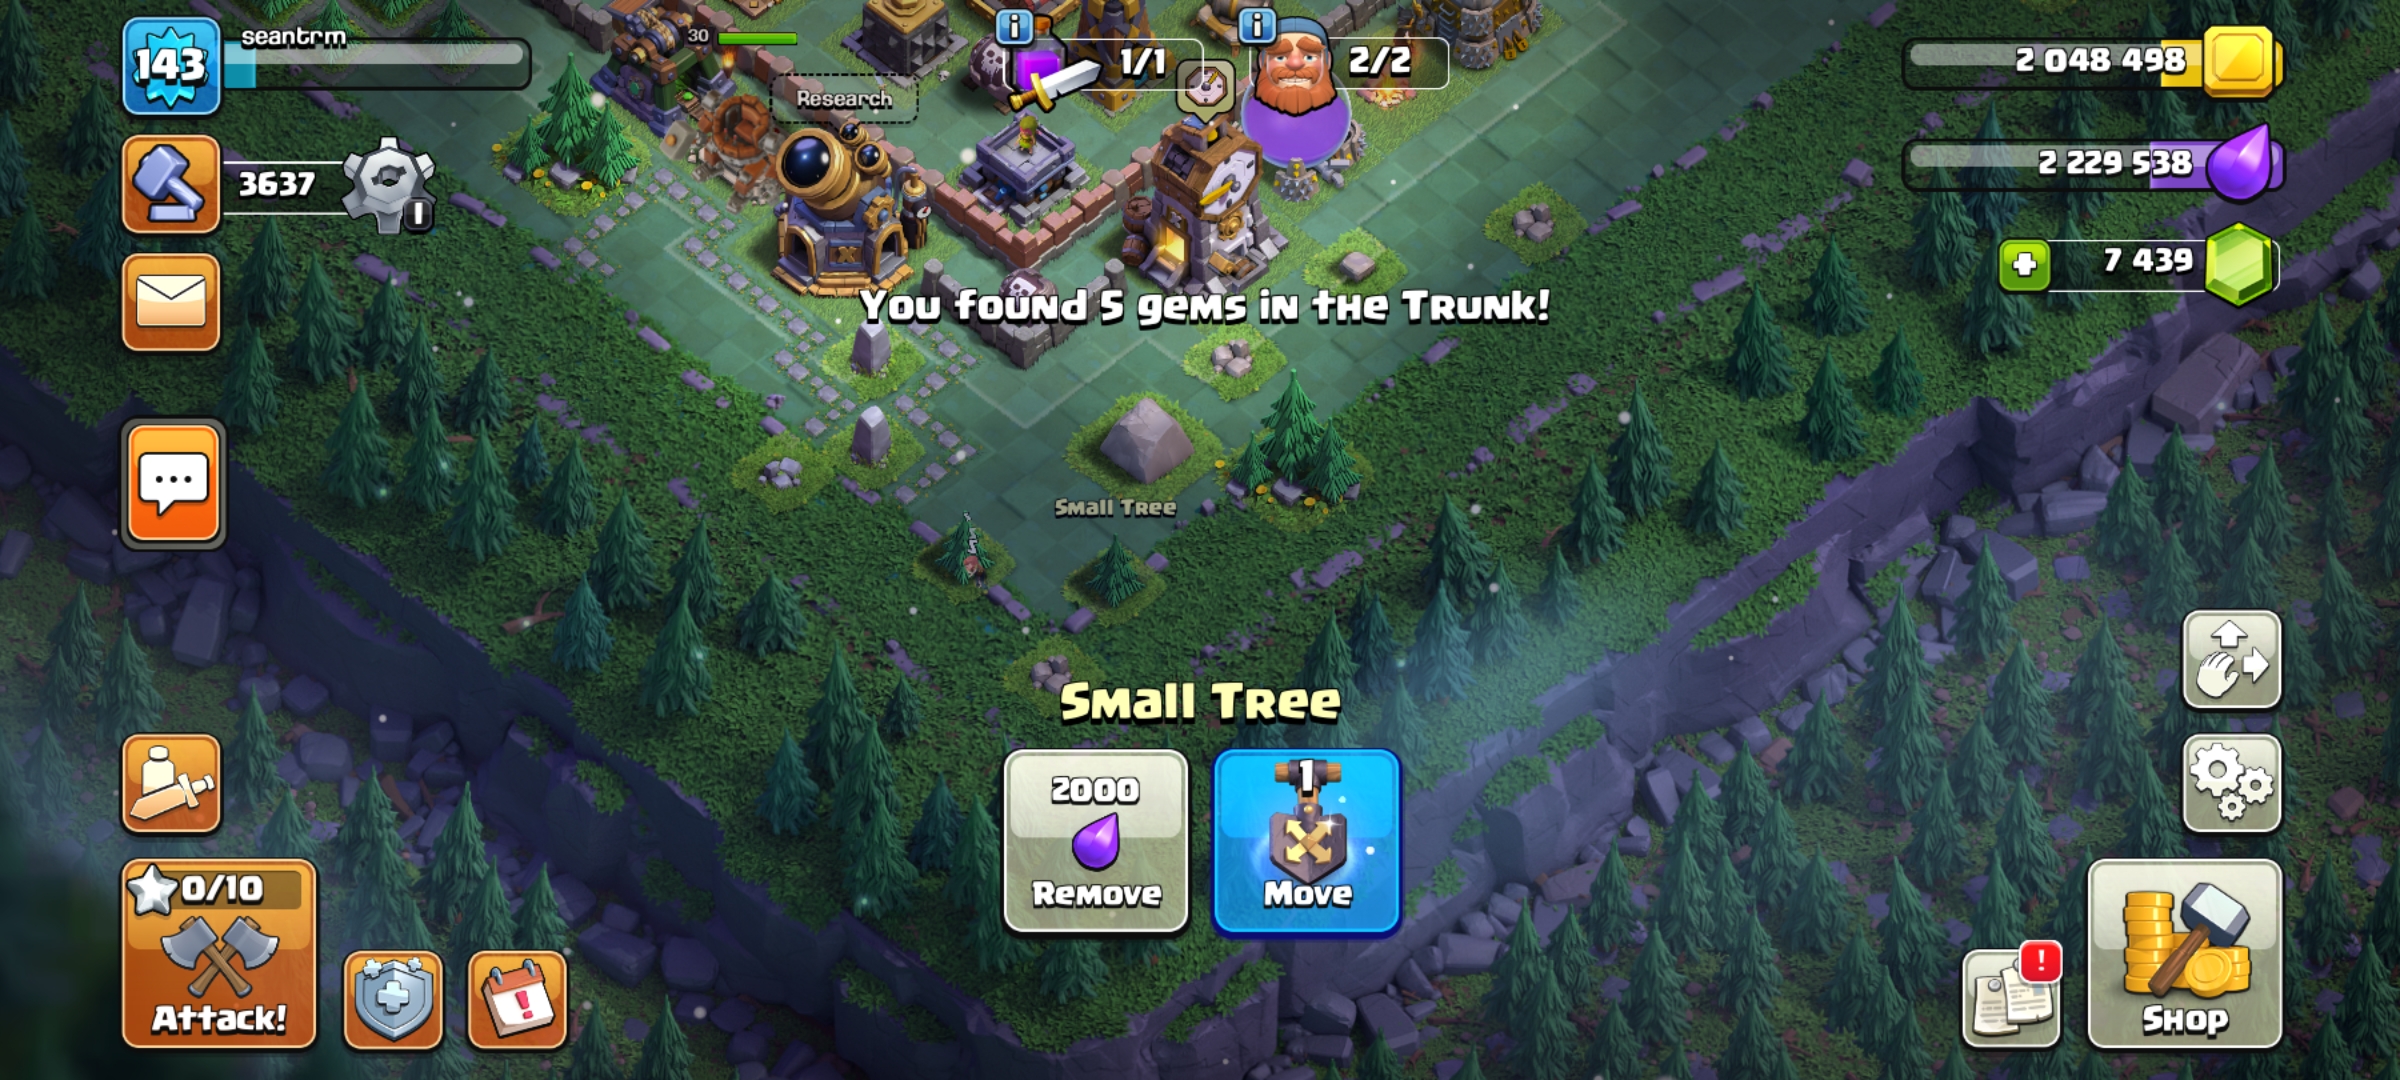 143
seantrm
30
Research
1/1
2/2
2 048 498
3637
2 229 538
7 439
You found 5 gems in the Trunk!
Small Tree
Small Tree
2000
Remove
1
Move
0/10
Attack!
Shop